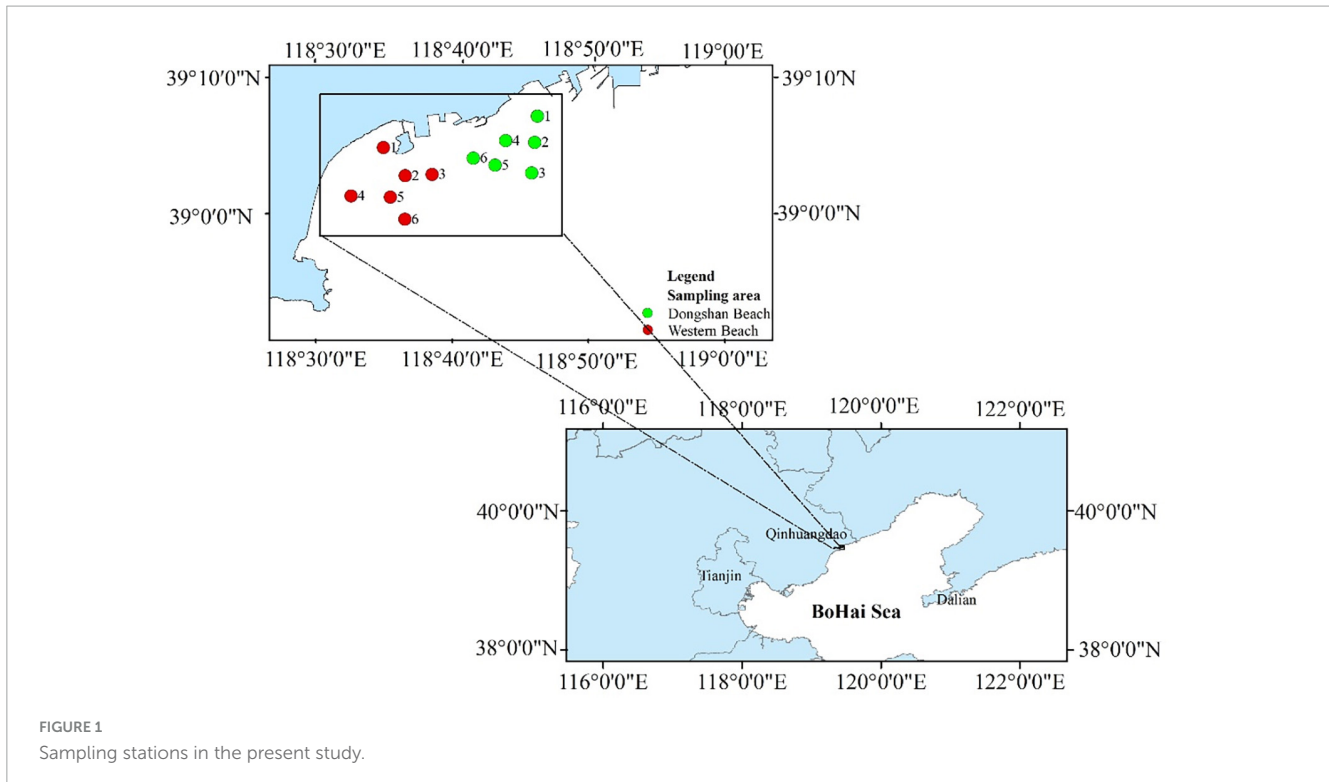 118°30'0"E 118°40'0"E 118°50'0"E 119°00'E
39°10'N 39°10'N
1
4 2
1 6 5
2 3 3
4 5
39°0'0"N 6 39°0'0"N
Legend
Sampling area
Dongshan Beach
Western Beach
118°30'0"E 118°40'0"E 118°50'0"E 119°0'0"E
116°0'0"E 118°0'0"E 120°0'0"E 122°0'0"E
40°0'0"N 40°0'0"N
Qinhuangdao
Tianjin
Dalian
BoHai Sea
38°0'0"N 38°0'0"N
116°0'0"E 118°0'0"E 120°0'0"E 122°0'0"E
FIGURE 1
Sampling stations in the present study.